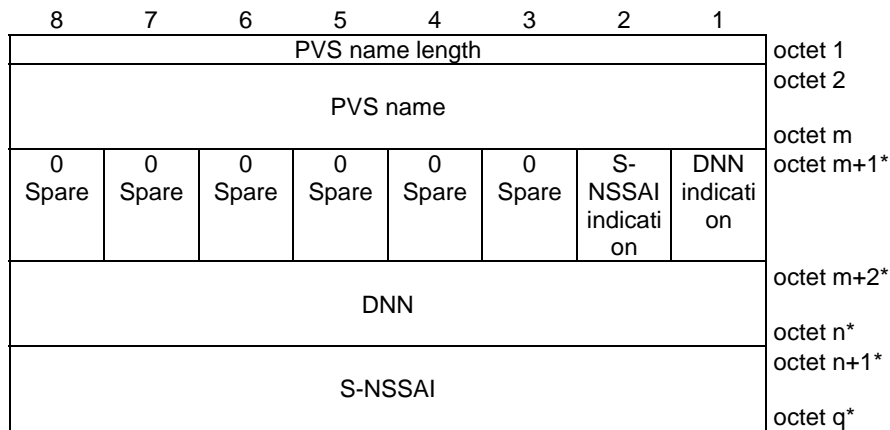 8 7 6 5 4 3 2 1
PVS name length octet 1
octet 2
PVS name
octet m
0 0 0 0 0 0 S- DNN octet m+1*
Spare Spare Spare Spare Spare Spare NSSAI indicati
indicati on
on
octet m+2*
DNN
octet n*
octet n+1*
S-NSSAI
octet q*